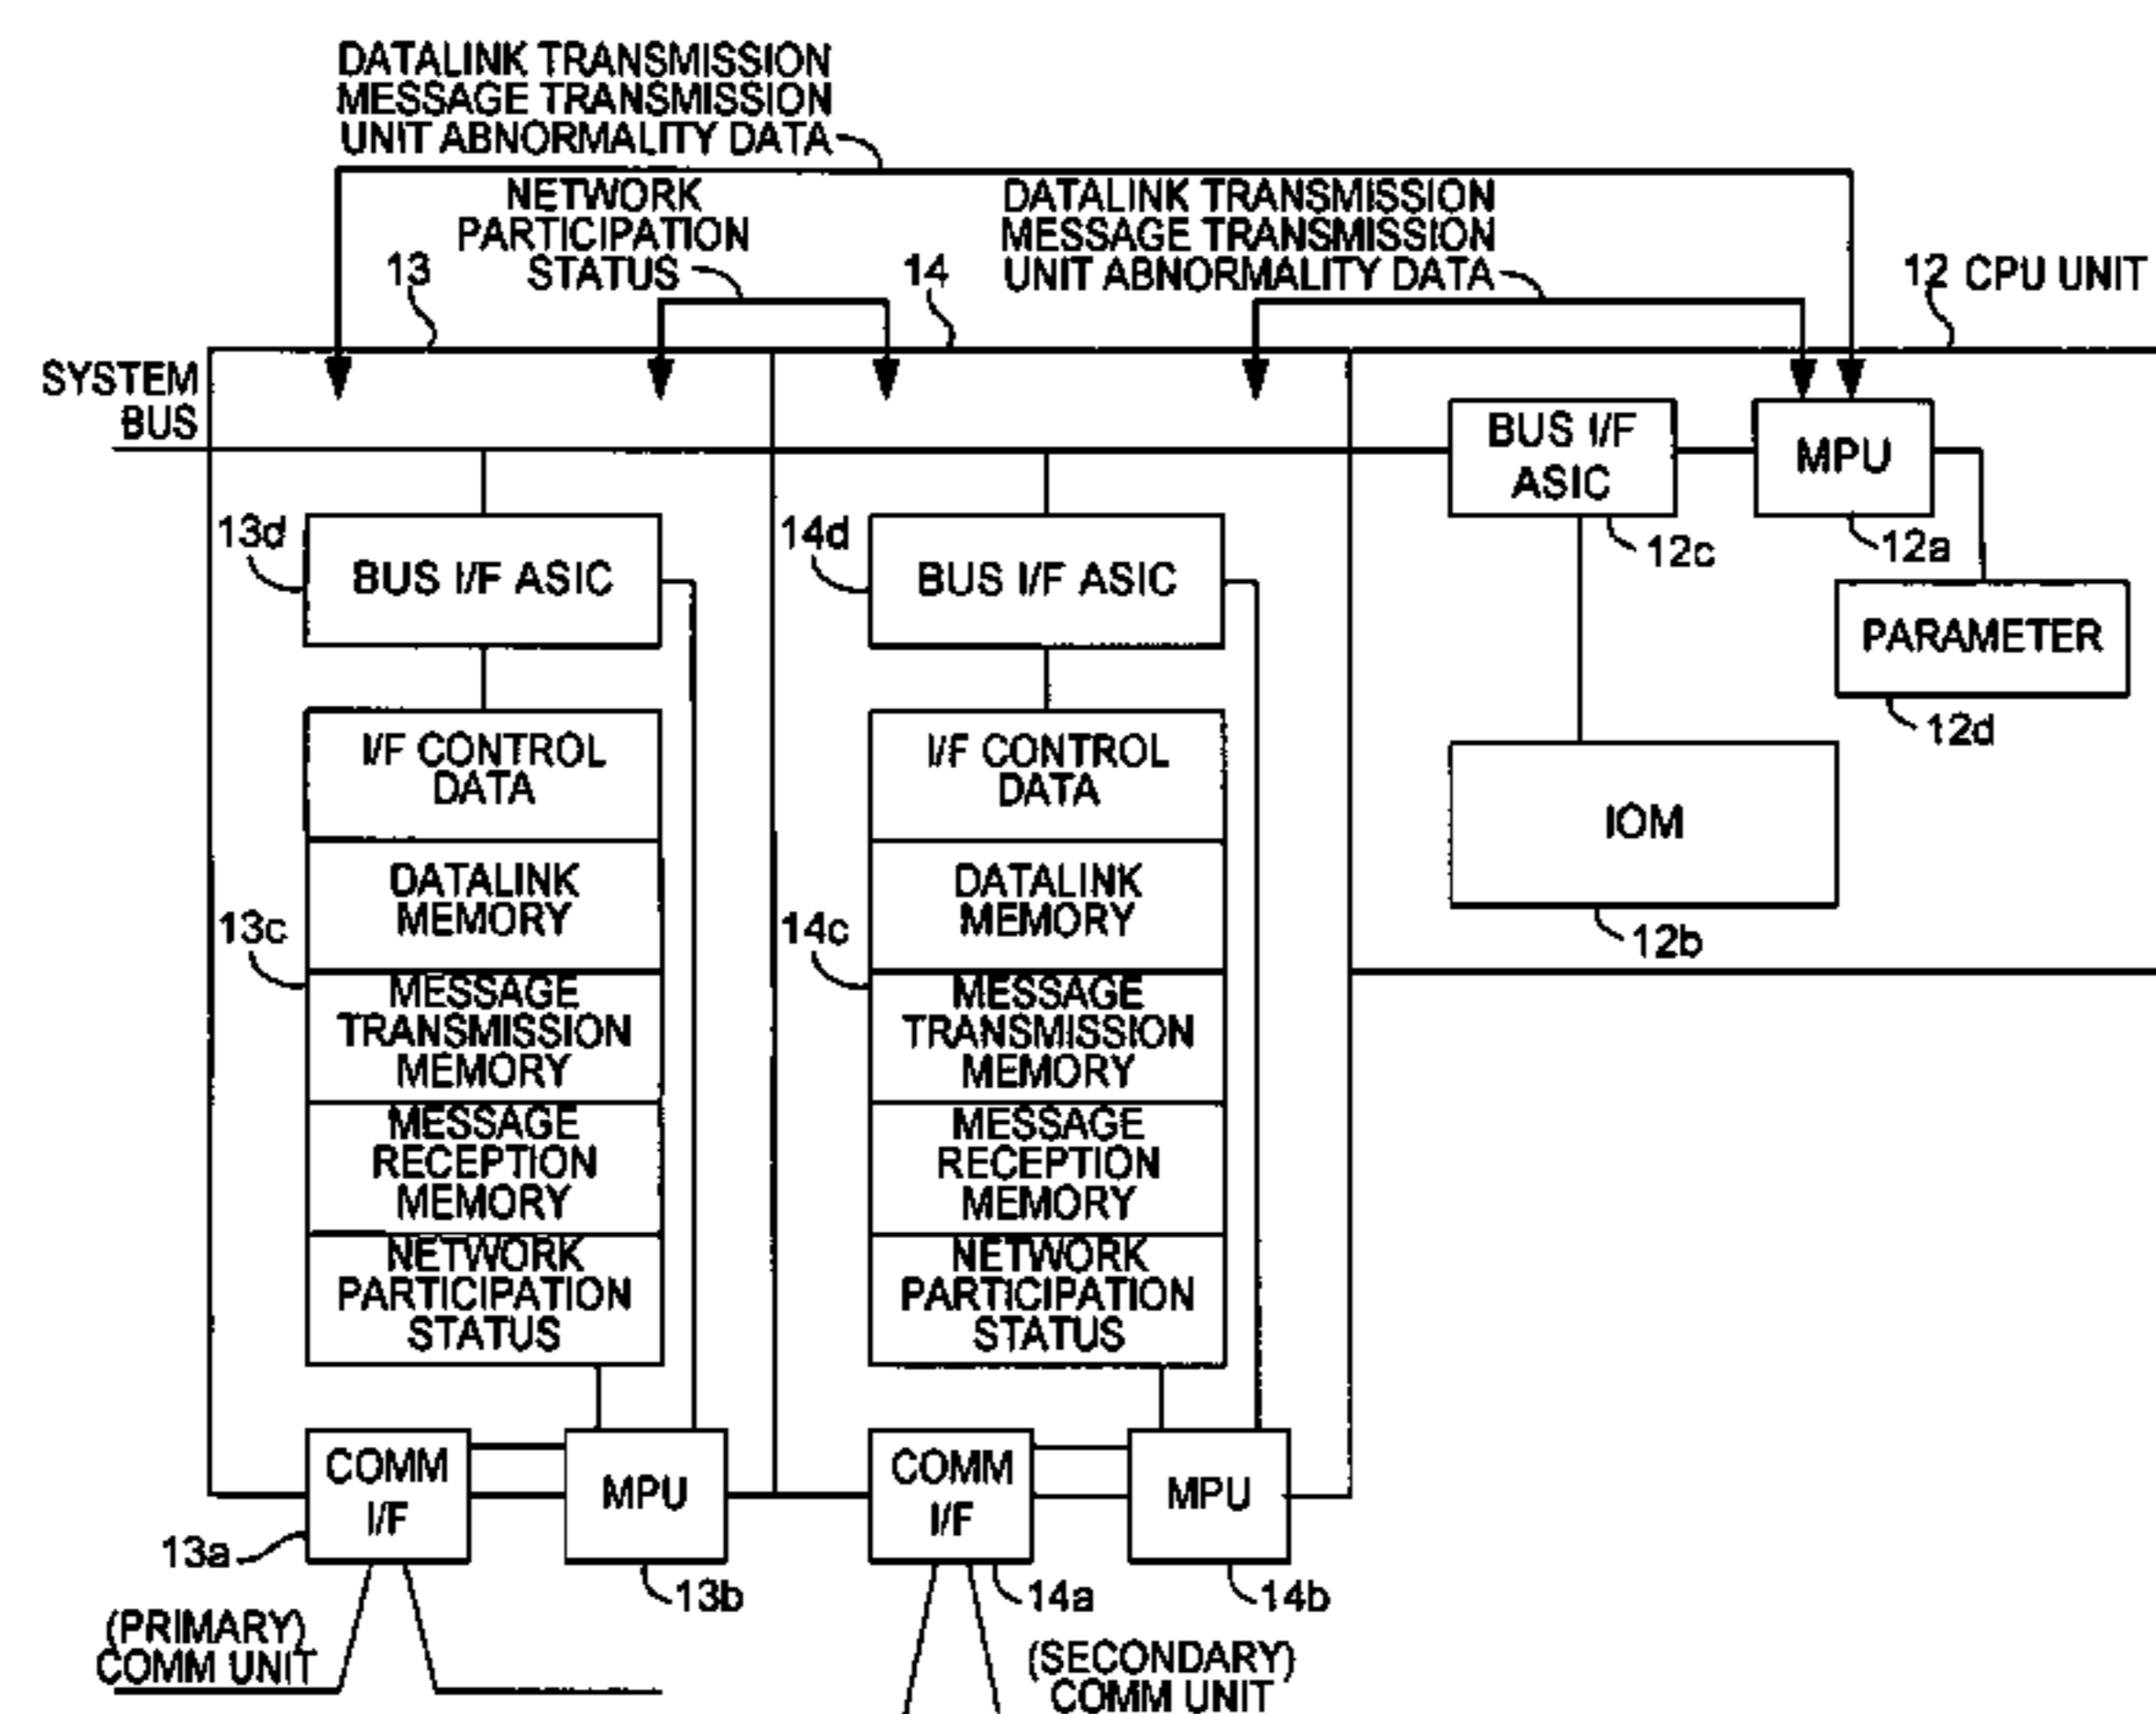 DATALINK TRANSMISSION
MESSAGE TRANSMISSION
UNIT ABNORMALITY DATA
NETWORK
PARTICIPATION
STATUS
DATALINK TRANSMISSION
MESSAGE TRANSMISSION
UNIT ABNORMALITY DATA
13
14
12 CPU UNIT
SYSTEM
BUS
BUS I/F
ASIC
MPU
12c
12a
13d
BUS I/F ASIC
14d
BUS I/F ASIC
PARAMETER
12d
I/F CONTROL
DATA
I/F CONTROL
DATA
IOM
12b
DATALINK
MEMORY
DATALINK
MEMORY
13c
14c
MESSAGE
TRANSMISSION
MEMORY
MESSAGE
TRANSMISSION
MEMORY
MESSAGE
RECEPTION
MEMORY
MESSAGE
RECEPTION
MEMORY
NETWORK
PARTICIPATION
STATUS
NETWORK
PARTICIPATION
STATUS
COMM
I/F
MPU
COMM
I/F
MPU
13a
13b
14a
14b
(PRIMARY)
COMM UNIT
(SECONDARY)
COMM UNIT